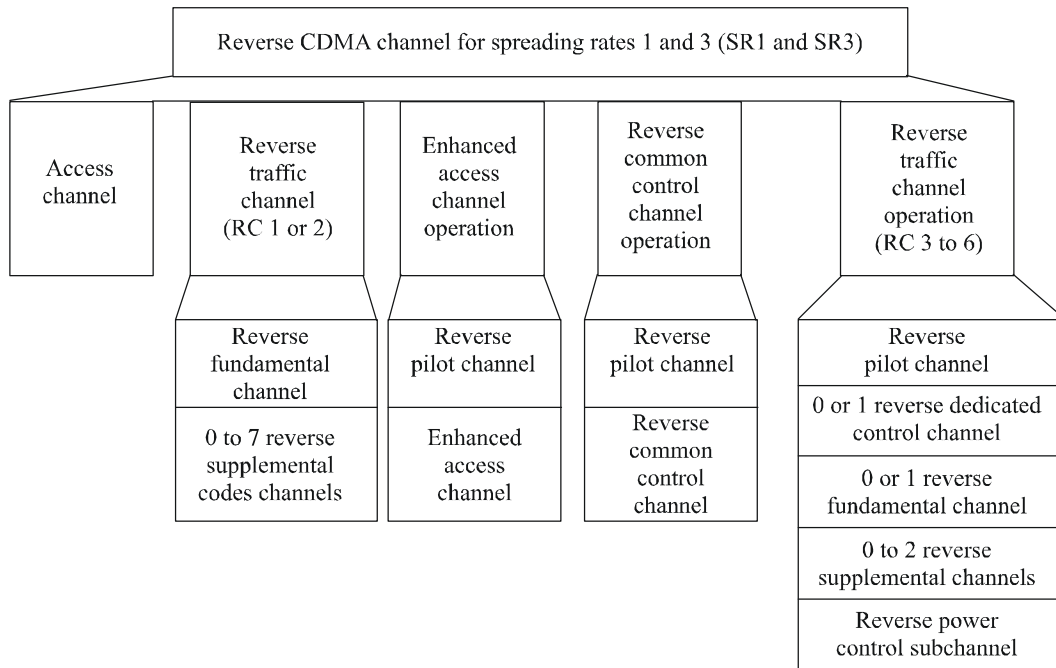 Reverse CDMA channel for spreading rates 1 and 3 (SR1 and SR3)
Access
channel
Reverse
traffic
channel
(RC 1 or 2)
Enhanced
access
channel
operation
Reverse
common
control
channel
operation
Reverse
traffic
channel
operation
(RC 3 to 6)
Reverse
fundamental
channel
0 to 7 reverse
supplemental
codes channels
Reverse
pilot channel
Enhanced
access
channel
Reverse
pilot channel
Reverse
common
control
channel
Reverse
pilot channel
0 or 1 reverse dedicated
control channel
0 or 1 reverse
fundamental channel
0 to 2 reverse
supplemental channels
Reverse power
control subchannel